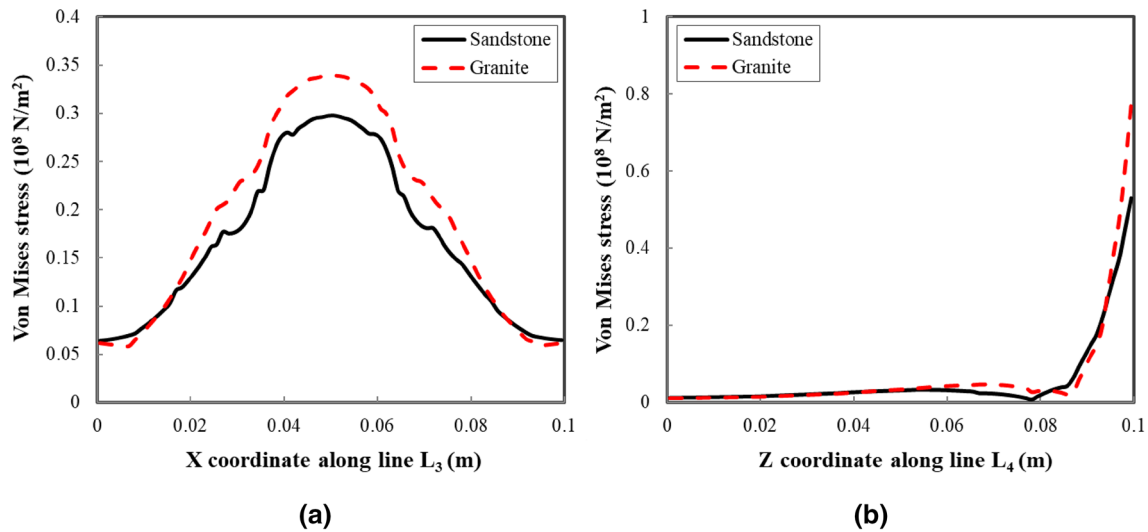 Von Mises stress (10⁸ N/m²)
0.4
0.35
0.3
0.25
0.2
0.15
0.1
0.05
0
Sandstone
Granite
0 0.02 0.04 0.06 0.08 0.1
X coordinate along line L₃ (m)
(a)
Von Mises stress (10⁸ N/m²)
1
0.8
0.6
0.4
0.2
0
Sandstone
Granite
0 0.02 0.04 0.06 0.08 0.1
Z coordinate along line L₄ (m)
(b)